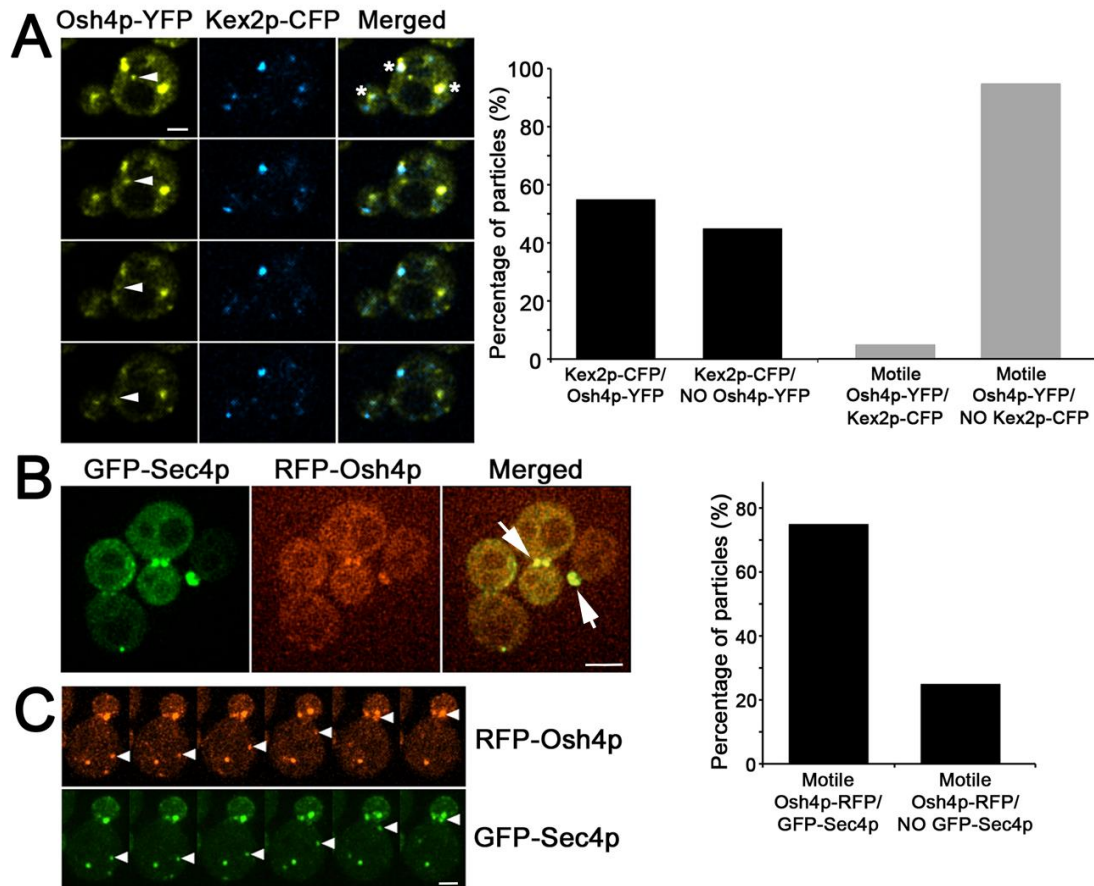 A
Osh4p-YFP Kex2p-CFP Merged
* * *
Percentage of particles (%)
100
80
60
40
20
0
Kex2p-CFP/
Osh4p-YFP
Kex2p-CFP/
NO Osh4p-YFP
Motile
Osh4p-YFP/
Kex2p-CFP
Motile
Osh4p-YFP/
NO Kex2p-CFP
B
GFP-Sec4p RFP-Osh4p Merged
C
RFP-Osh4p
GFP-Sec4p
Percentage of particles (%)
80
60
40
20
0
Motile
Osh4p-RFP/
GFP-Sec4p
Motile
Osh4p-RFP/
NO GFP-Sec4p